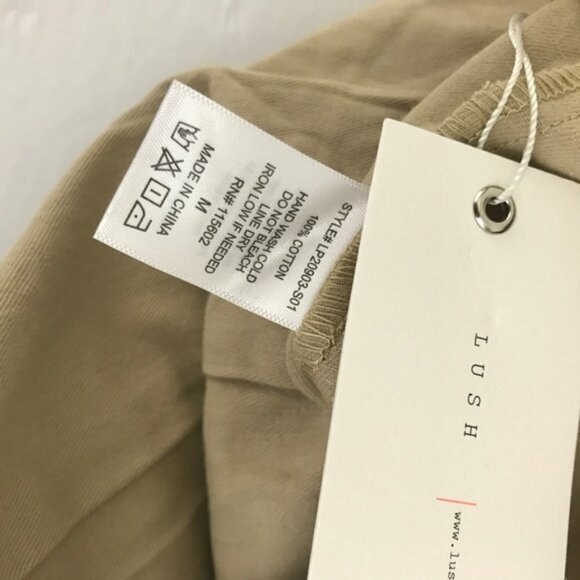 STYLE# LP20903-S01
100% COTTON
HAND WASH COLD
DO NOT BLEACH
LINE DRY
IRON LOW IF NEEDED
RN# 115602
M
MADE IN CHINA
LUSH
www.lus